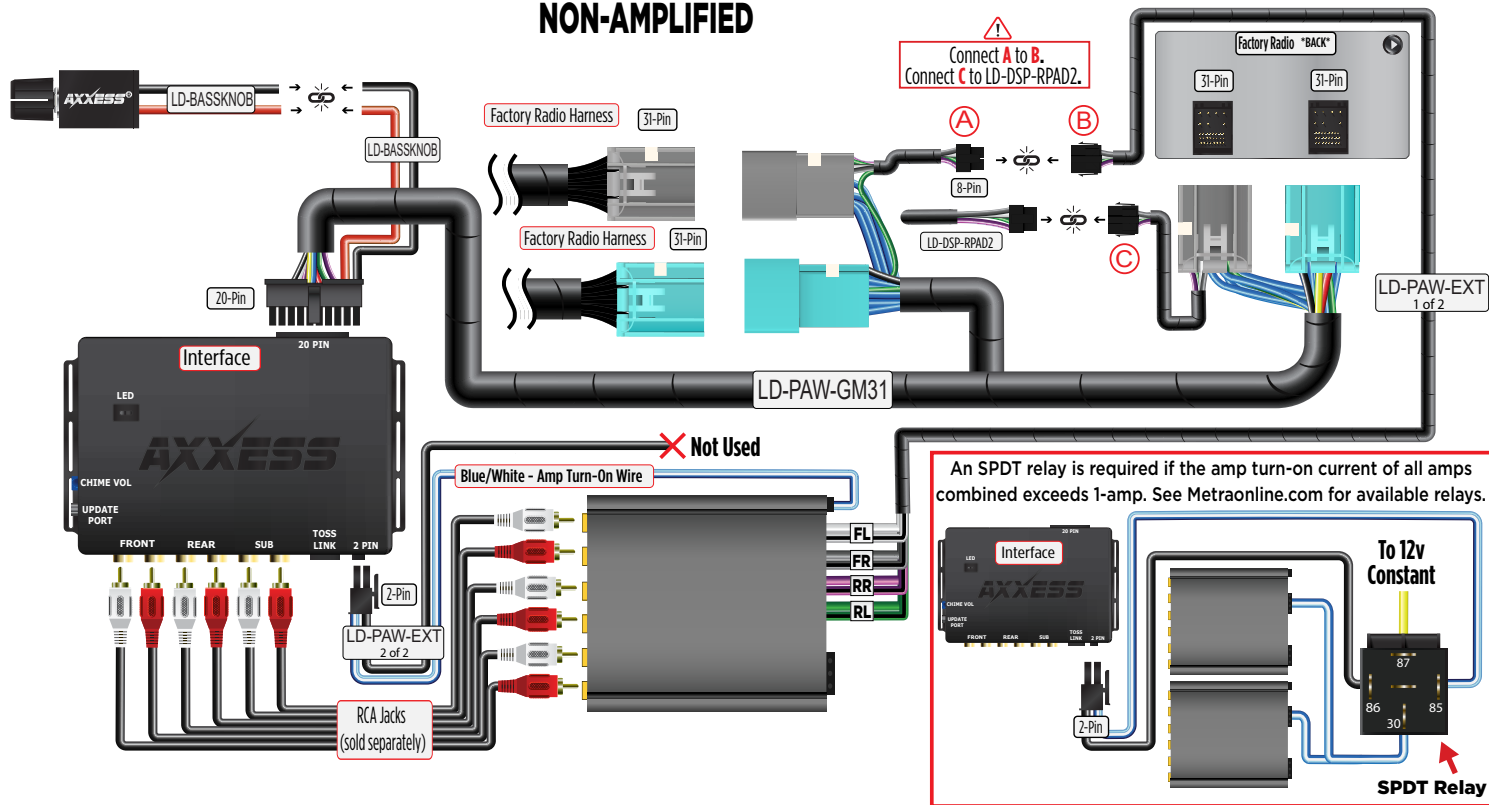 NON-AMPLIFIED
Connect A to B.
Connect C to LD-DSP-RPAD2.
Factory Radio *BACK*
31-Pin
31-Pin
AXXESS®
LD-BASSKNOB
LD-BASSKNOB
Factory Radio Harness
31-Pin
Factory Radio Harness
31-Pin
A
B
8-Pin
LD-DSP-RPAD2
C
LD-PAW-EXT
1 of 2
20-Pin
20 PIN
Interface
LED
AXXESS
CHIME VOL
UPDATE
PORT
FRONT
REAR
SUB
TOSS
LINK
2 PIN
LD-PAW-GM31
Not Used
Blue/White - Amp Turn-On Wire
2-Pin
LD-PAW-EXT
2 of 2
RCA Jacks
(sold separately)
FL
FR
RR
RL
An SPDT relay is required if the amp turn-on current of all amps
combined exceeds 1-amp. See Metraonline.com for available relays.
20 PIN
Interface
LED
AXXESS
CHIME VOL
UPDATE
PORT
FRONT
REAR
SUB
TOSS
LINK
2 PIN
2-Pin
To 12v
Constant
87
86
85
30
SPDT Relay